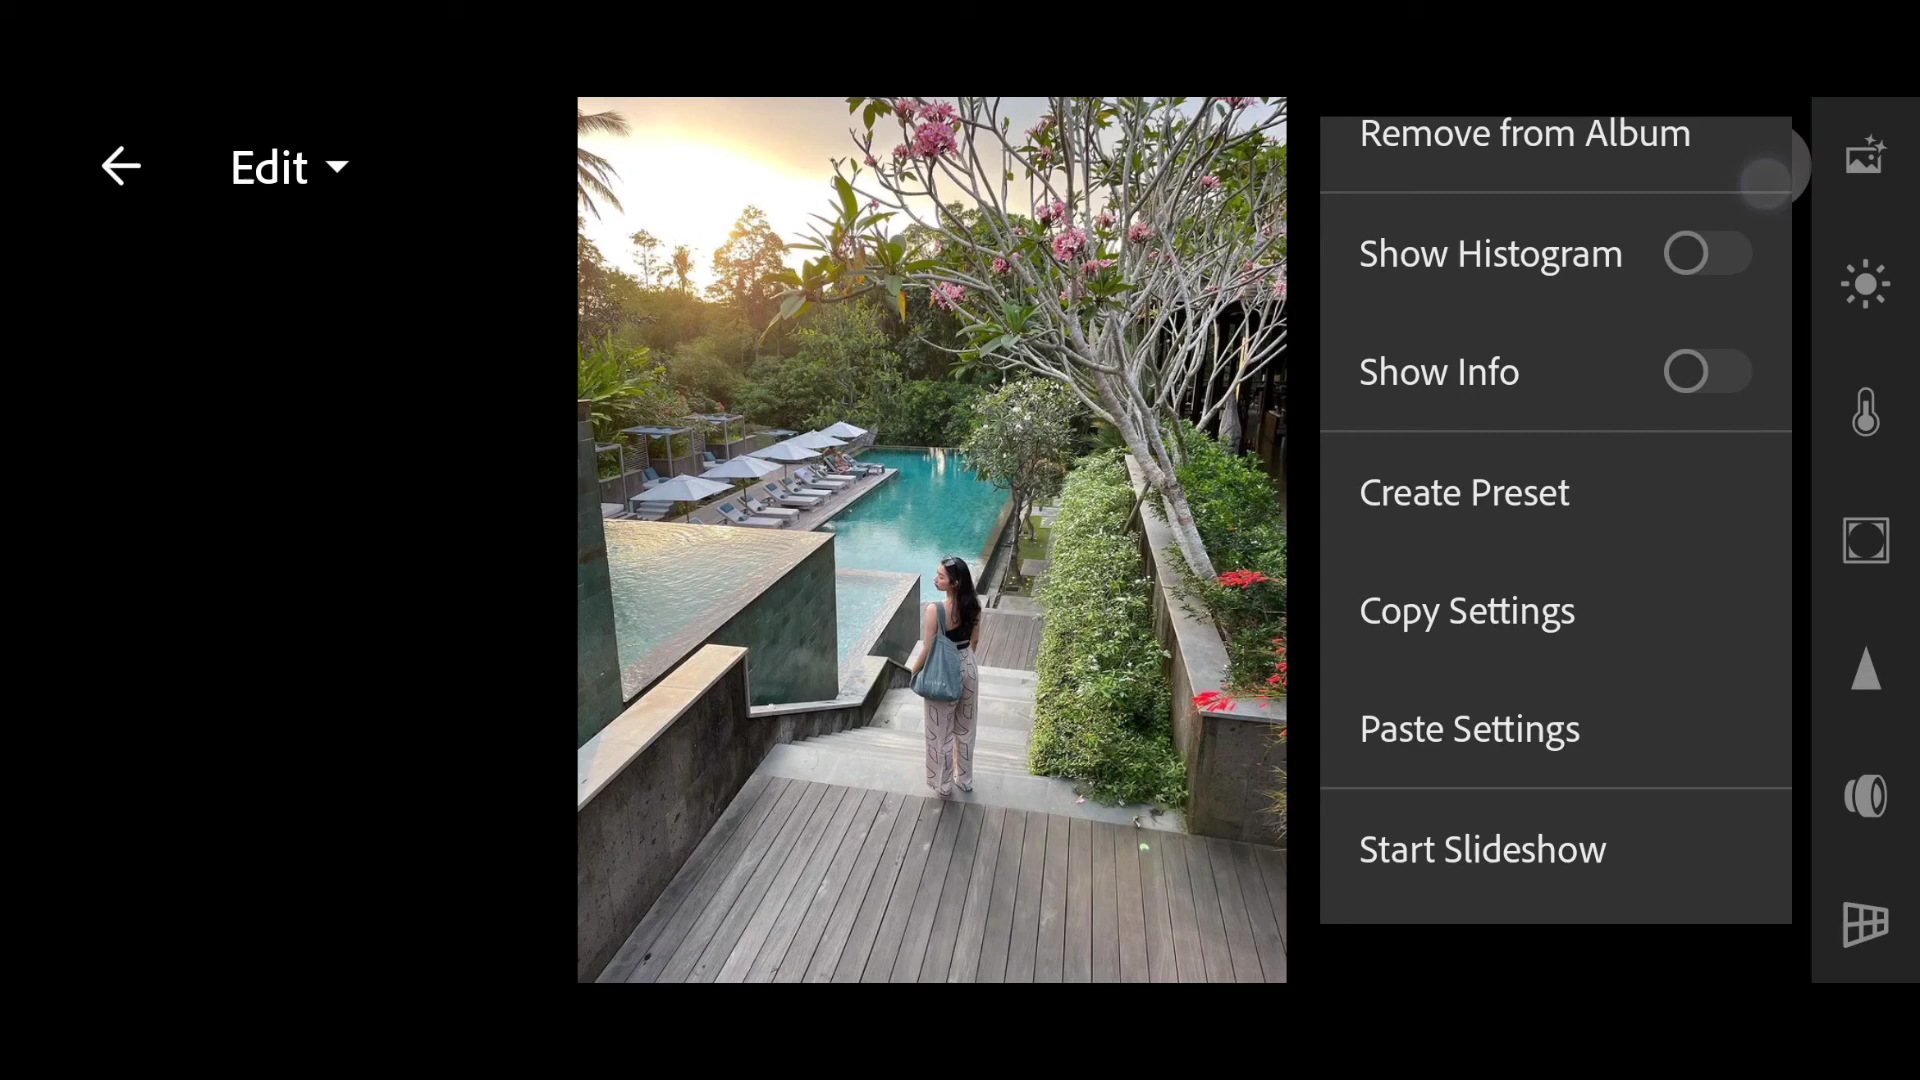 Edit
Remove from Album
Show Histogram
Show Info
Create Preset
Copy Settings
Paste Settings
Start Slideshow